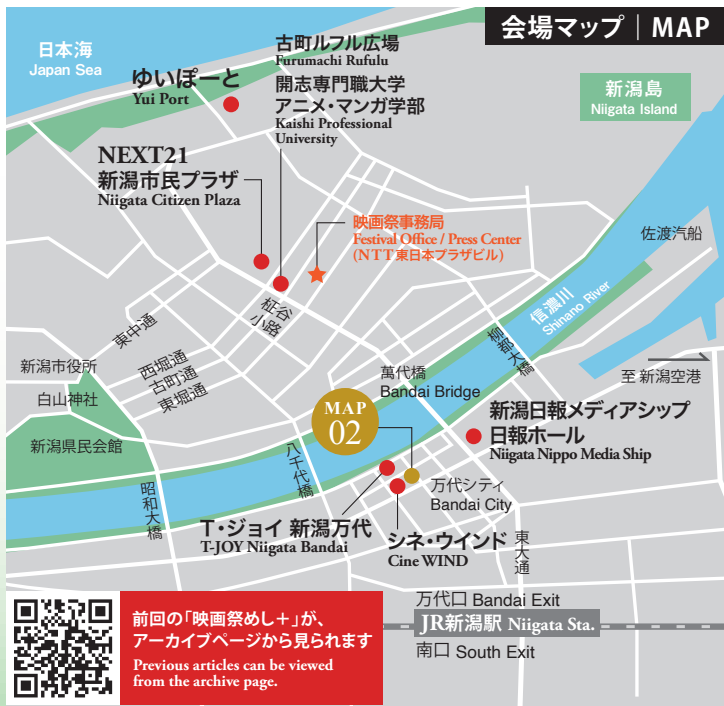 会場マップ｜MAP
日本海
Japan Sea
古町ルフル広場
Furumachi Rufulu
ゆいぽーと
Yui Port
開志専門職大学
アニメ・マンガ学部
Kaishi Professional
University
新潟島
Niigata Island
NEXT21
新潟市民プラザ
Niigata Citizen Plaza
映画祭事務局
Festival Office / Press Center
(NTT東日本プラザビル)
佐渡汽船
信濃川
Shinano River
柾谷
小路
東中通
柳都大橋
西堀通
古町通
東堀通
新潟市役所
白山神社
新潟県民会館
萬代橋
Bandai Bridge
至 新潟空港
MAP
02
新潟日報メディアシップ
日報ホール
Niigata Nippo Media Ship
八千代橋
昭和大橋
万代シティ
Bandai City
T・ジョイ 新潟万代
T-JOY Niigata Bandai
シネ・ウインド
Cine WIND
東大通
万代口 Bandai Exit
JR新潟駅 Niigata Sta.
南口 South Exit
前回の「映画祭めし＋」が、
アーカイブページから見られます
Previous articles can be viewed
from the archive page.